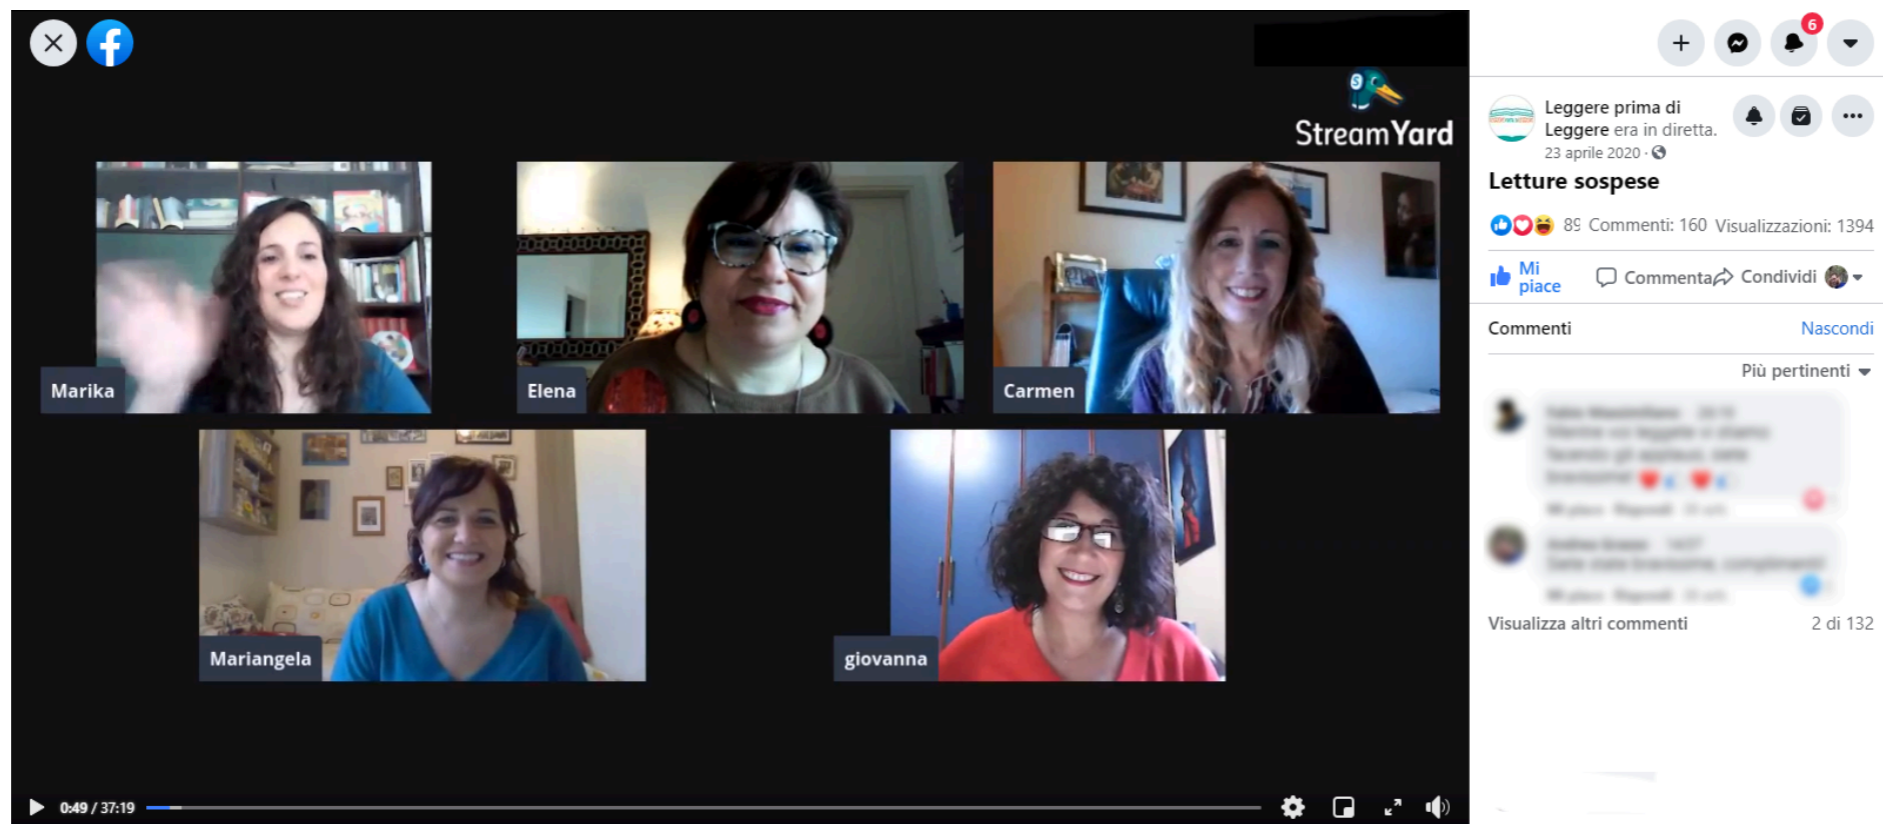 StreamYard
Marika
Elena
Carmen
Mariangela
giovanna
0:49 / 37:19
6
Leggere prima di
Leggere era in diretta.
23 aprile 2020 ·
Letture sospese
89 Commenti: 160 Visualizzazioni: 1394
Mi
piace
Commenta
Condividi
Commenti
Nascondi
Più pertinenti
Visualizza altri commenti
2 di 132